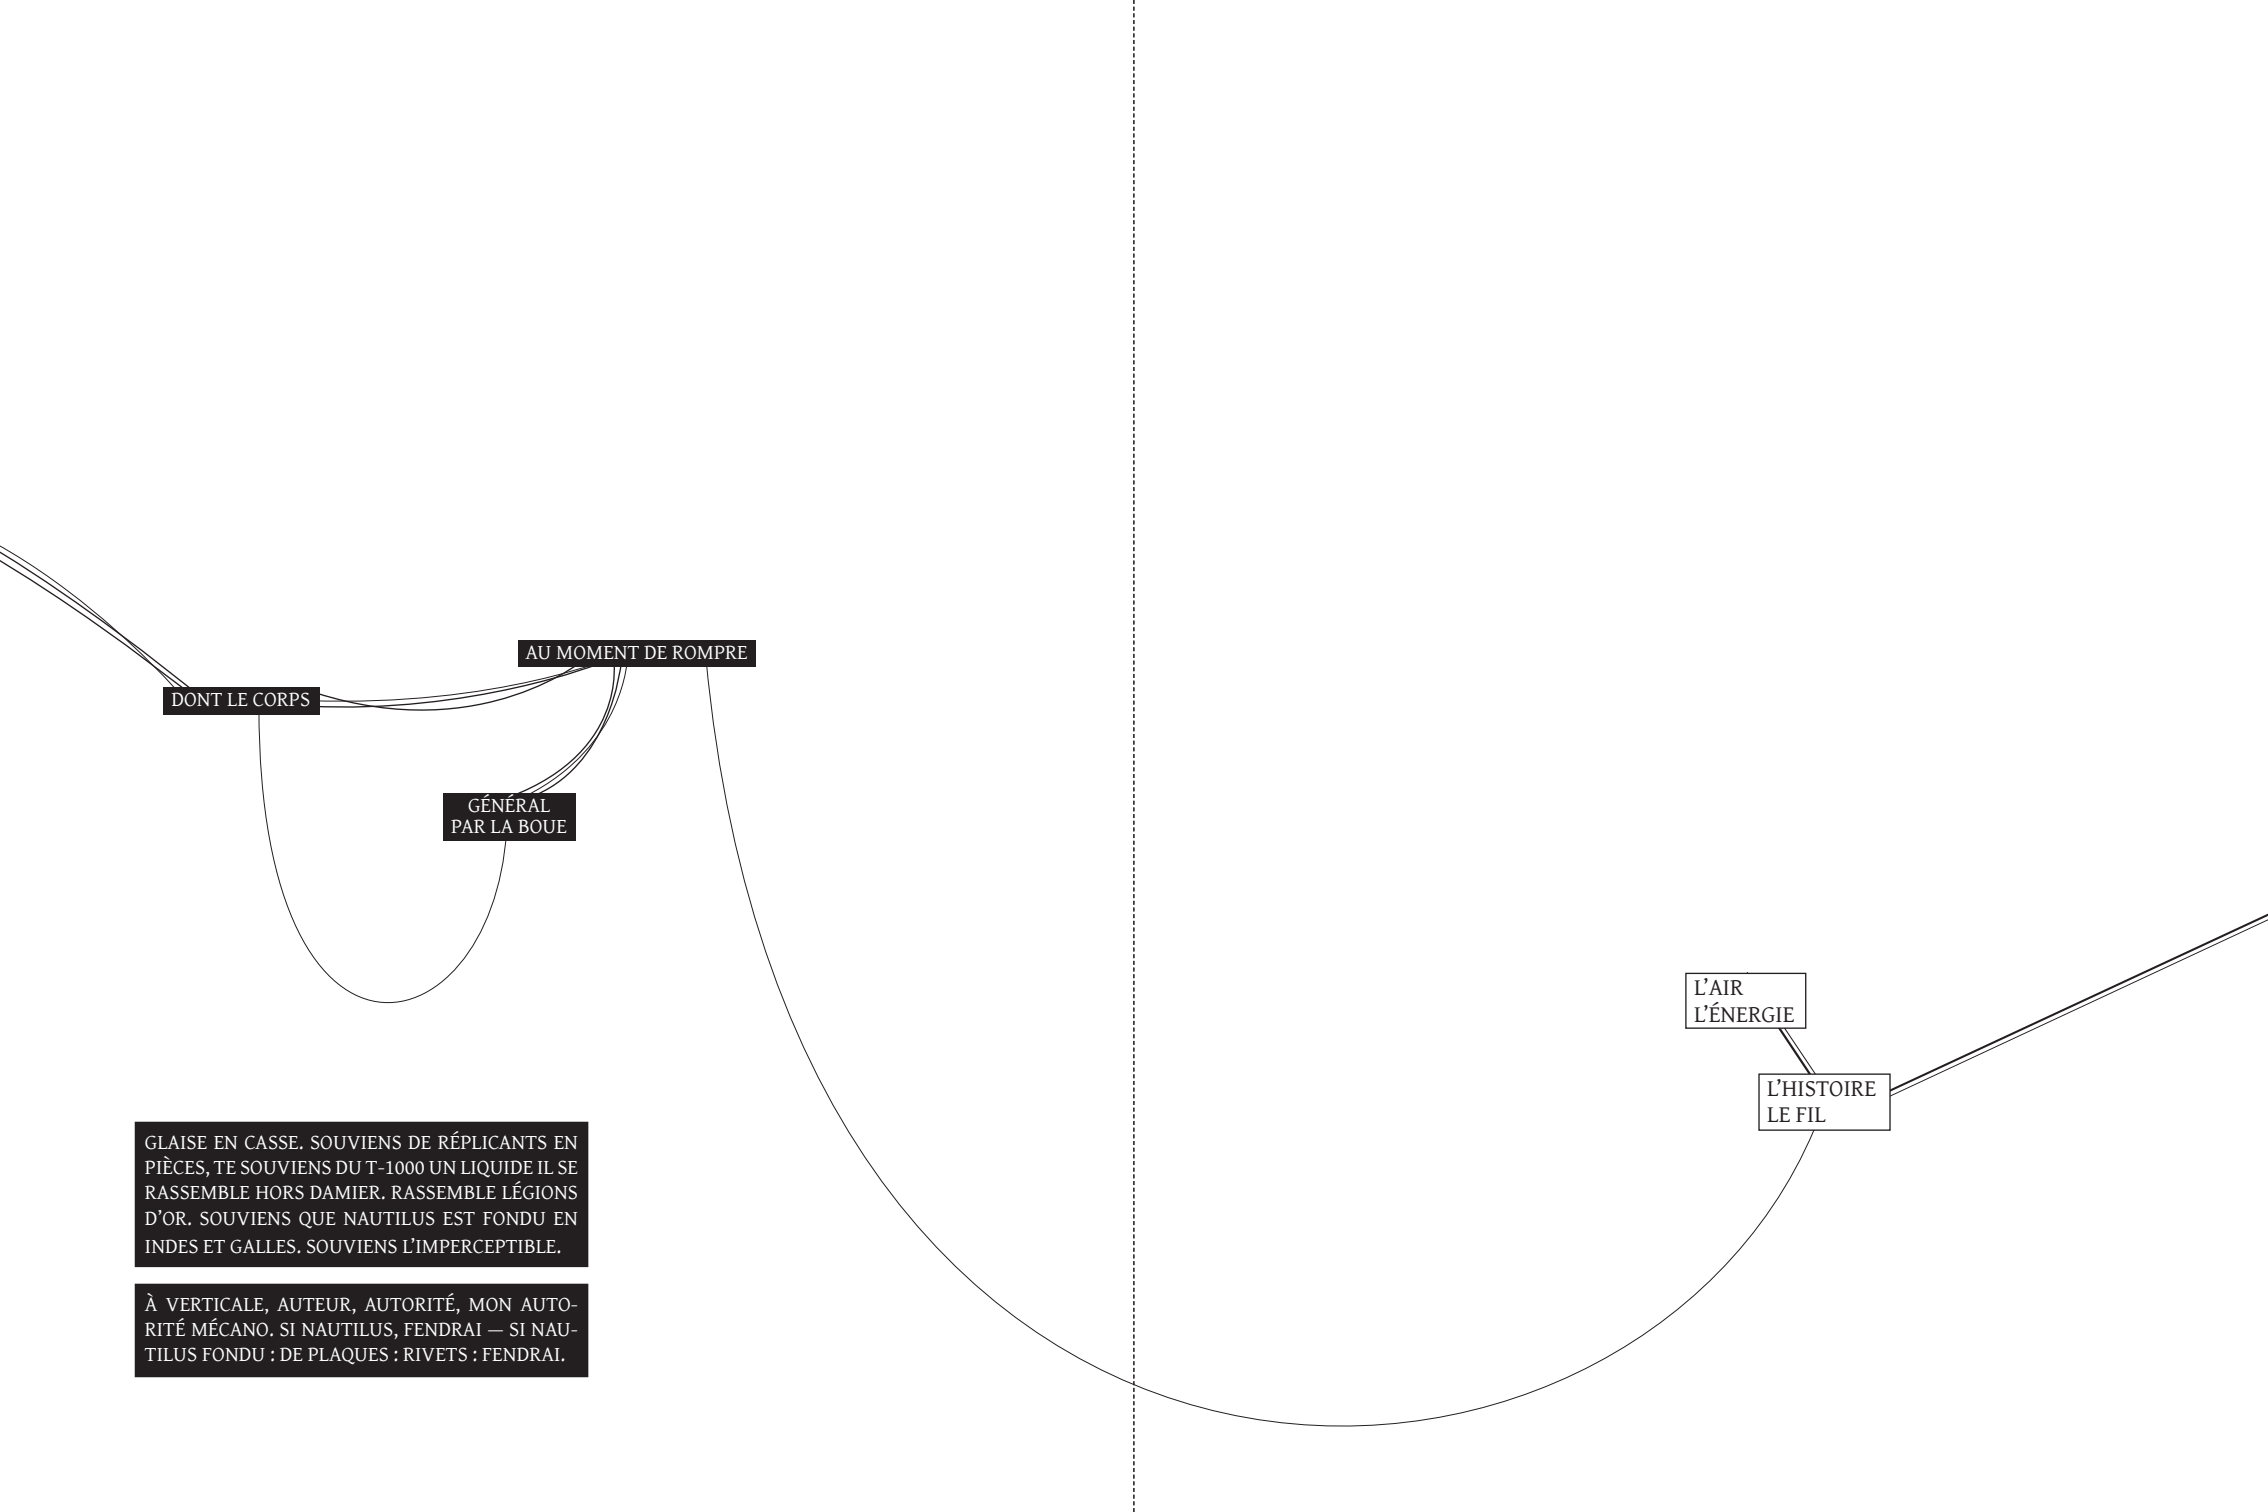 AU MOMENT DE ROMPRE
DONT LE CORPS
GÉNÉRAL
PAR LA BOUE
GLAISE EN CASSE. SOUVIENS DE RÉPLICANTS EN
PIÈCES, TE SOUVIENS DU T-1000 UN LIQUIDE IL SE
RASSEMBLE HORS DAMIER. RASSEMBLE LÉGIONS
D’OR. SOUVIENS QUE NAUTILUS EST FONDU EN
INDES ET GALLES. SOUVIENS L’IMPERCEPTIBLE.
À VERTICALE, AUTEUR, AUTORITÉ, MON AUTO-
RITÉ MÉCANO. SI NAUTILUS, FENDRAI — SI NAU-
TILUS FONDU : DE PLAQUES : RIVETS : FENDRAI.
L’AIR
L’ÉNERGIE
L’HISTOIRE
LE FIL